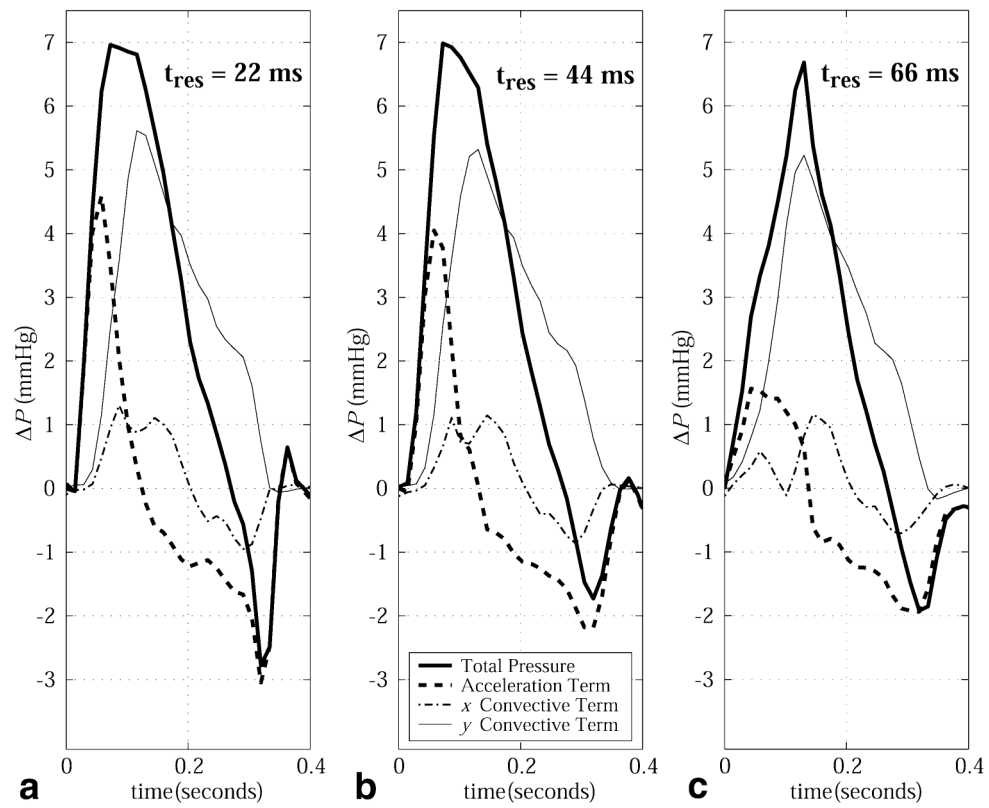 t_res = 22 ms
7
6
5
4
3
2
1
0
-1
-2
-3
ΔP (mmHg)
0
0.2
0.4
time(seconds)
a
t_res = 44 ms
7
6
5
4
3
2
1
0
-1
-2
-3
ΔP (mmHg)
Total Pressure
Acceleration Term
x Convective Term
y Convective Term
0
0.2
0.4
time(seconds)
b
t_res = 66 ms
7
6
5
4
3
2
1
0
-1
-2
-3
ΔP (mmHg)
0
0.2
0.4
time(seconds)
c